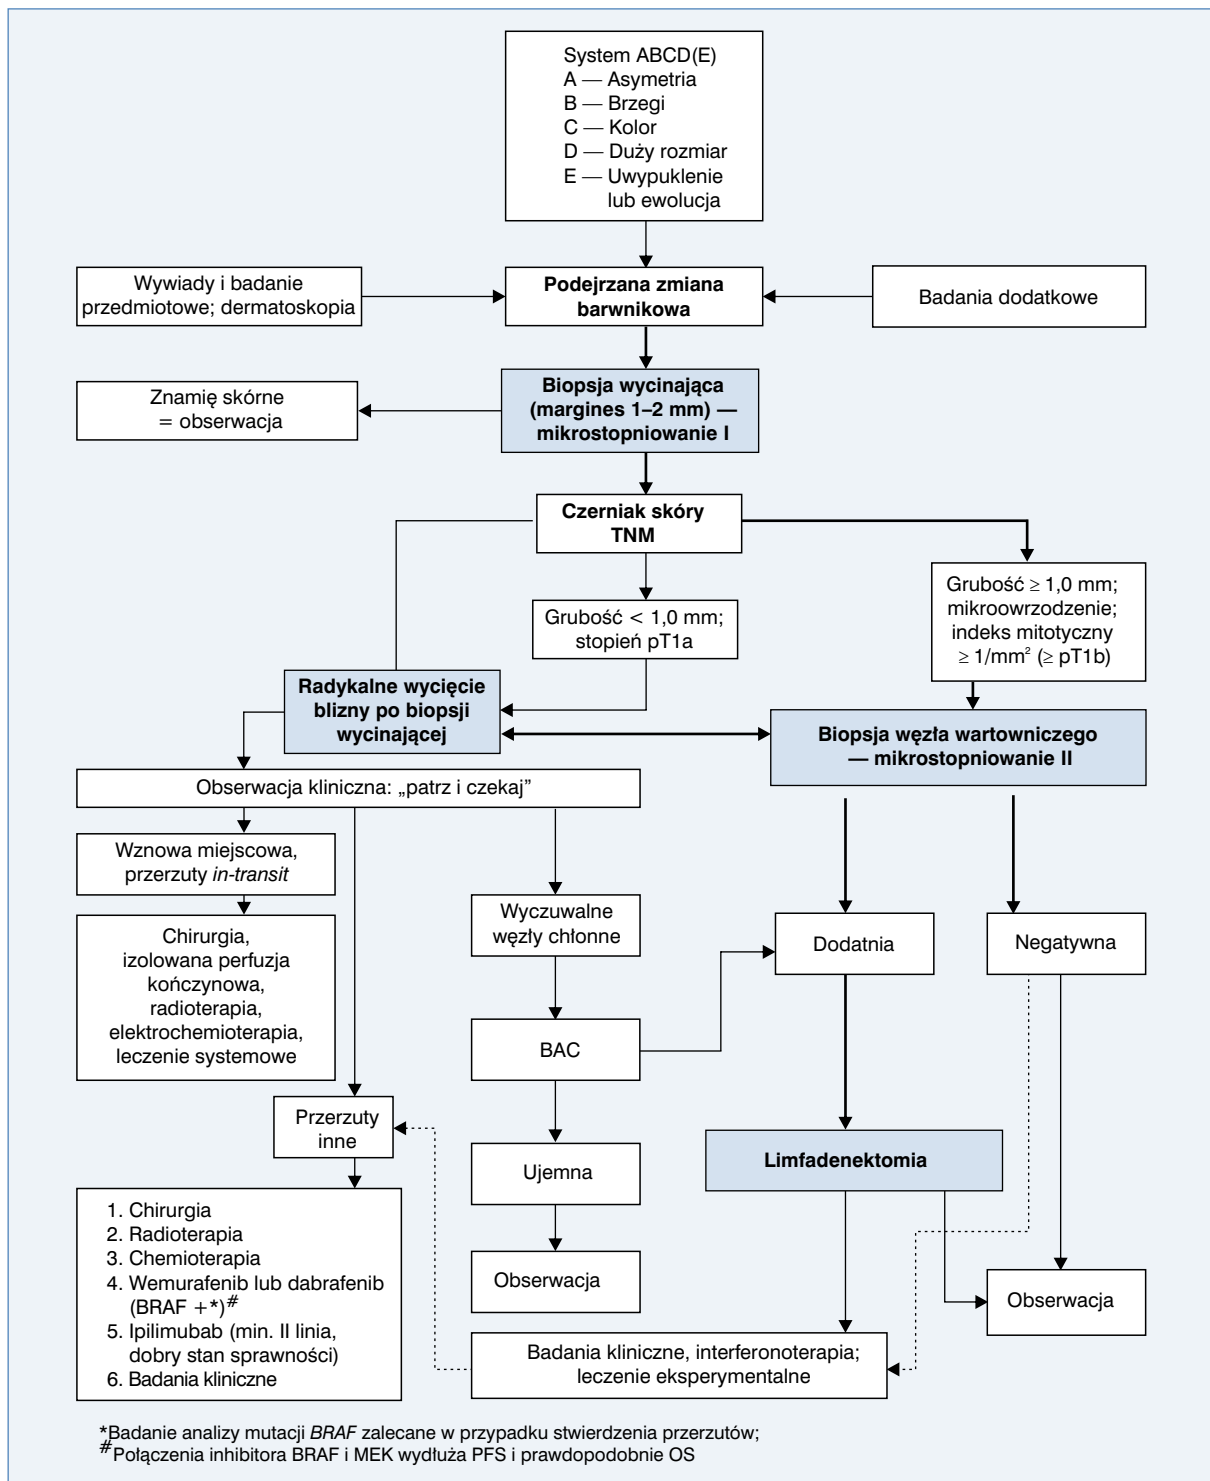 System ABCD(E)
A — Asymetria
B — Brzegi
C — Kolor
D — Duży rozmiar
E — Uwypuklenie
lub ewolucja
Wywiady i badanie
przedmiotowe; dermatoskopia
Podejrzana zmiana
barwnikowa
Badania dodatkowe
Znamię skórne
= obserwacja
Biopsja wycinająca
(margines 1–2 mm) —
mikrostopniowanie I
Czerniak skóry
TNM
Grubość < 1,0 mm;
stopień pT1a
Grubość ≥ 1,0 mm;
mikroowrzodzenie;
indeks mitotyczny
≥ 1/mm² (≥ pT1b)
Radykalne wycięcie
blizny po biopsji
wycinającej
Biopsja węzła wartowniczego
— mikrostopniowanie II
Obserwacja kliniczna: „patrz i czekaj”
Wznowa miejscowa,
przerzuty in-transit
Chirurgia,
izolowana perfuzja
kończynowa,
radioterapia,
elektrochemioterapia,
leczenie systemowe
Wyczuwalne
węzły chłonne
Dodatnia
Negatywna
BAC
Przerzuty
inne
Ujemna
Limfadenektomia
1. Chirurgia
2. Radioterapia
3. Chemioterapia
4. Wemurafenib lub dabrafenib
(BRAF +*)#
5. Ipilimubab (min. II linia,
dobry stan sprawności)
6. Badania kliniczne
Obserwacja
Obserwacja
Badania kliniczne, interferonoterapia;
leczenie eksperymentalne
*Badanie analizy mutacji BRAF zalecane w przypadku stwierdzenia przerzutów;
#Połączenia inhibitora BRAF i MEK wydłuża PFS i prawdopodobnie OS